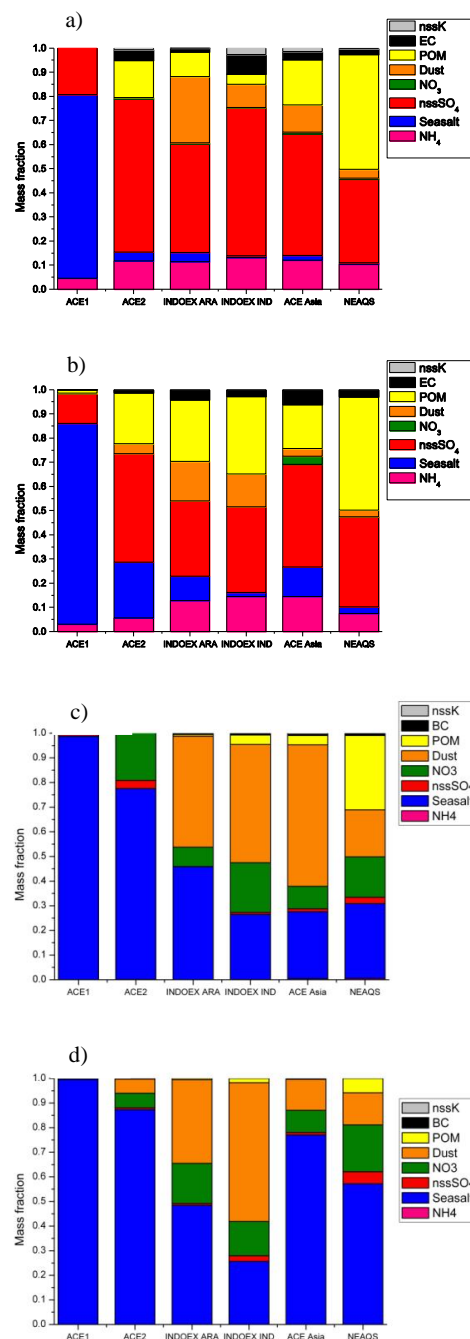 a)
Mass fraction
1.0
0.9
0.8
0.7
0.6
0.5
0.4
0.3
0.2
0.1
0.0
ACE1 ACE2 INDOEX ARA INDOEX IND ACE Asia NEAQS
nssK
EC
POM
Dust
NO3
nssSO4
Seasalt
NH4
b)
Mass fraction
1.0
0.9
0.8
0.7
0.6
0.5
0.4
0.3
0.2
0.1
0.0
ACE1 ACE2 INDOEX ARA INDOEX IND ACE Asia NEAQS
nssK
EC
POM
Dust
NO3
nssSO4
Seasalt
NH4
c)
Mass fraction
1.0
0.9
0.8
0.7
0.6
0.5
0.4
0.3
0.2
0.1
0.0
ACE1 ACE2 INDOEX ARA INDOEX IND ACE Asia NEAQS
nssK
BC
POM
Dust
NO3
nssSO4
Seasalt
NH4
d)
Mass fraction
1.0
0.9
0.8
0.7
0.6
0.5
0.4
0.3
0.2
0.1
0.0
ACE1 ACE2 INDOEX ARA INDOEX IND ACE Asia NEAQS
nssK
BC
POM
Dust
NO3
nssSO4
Seasalt
NH4